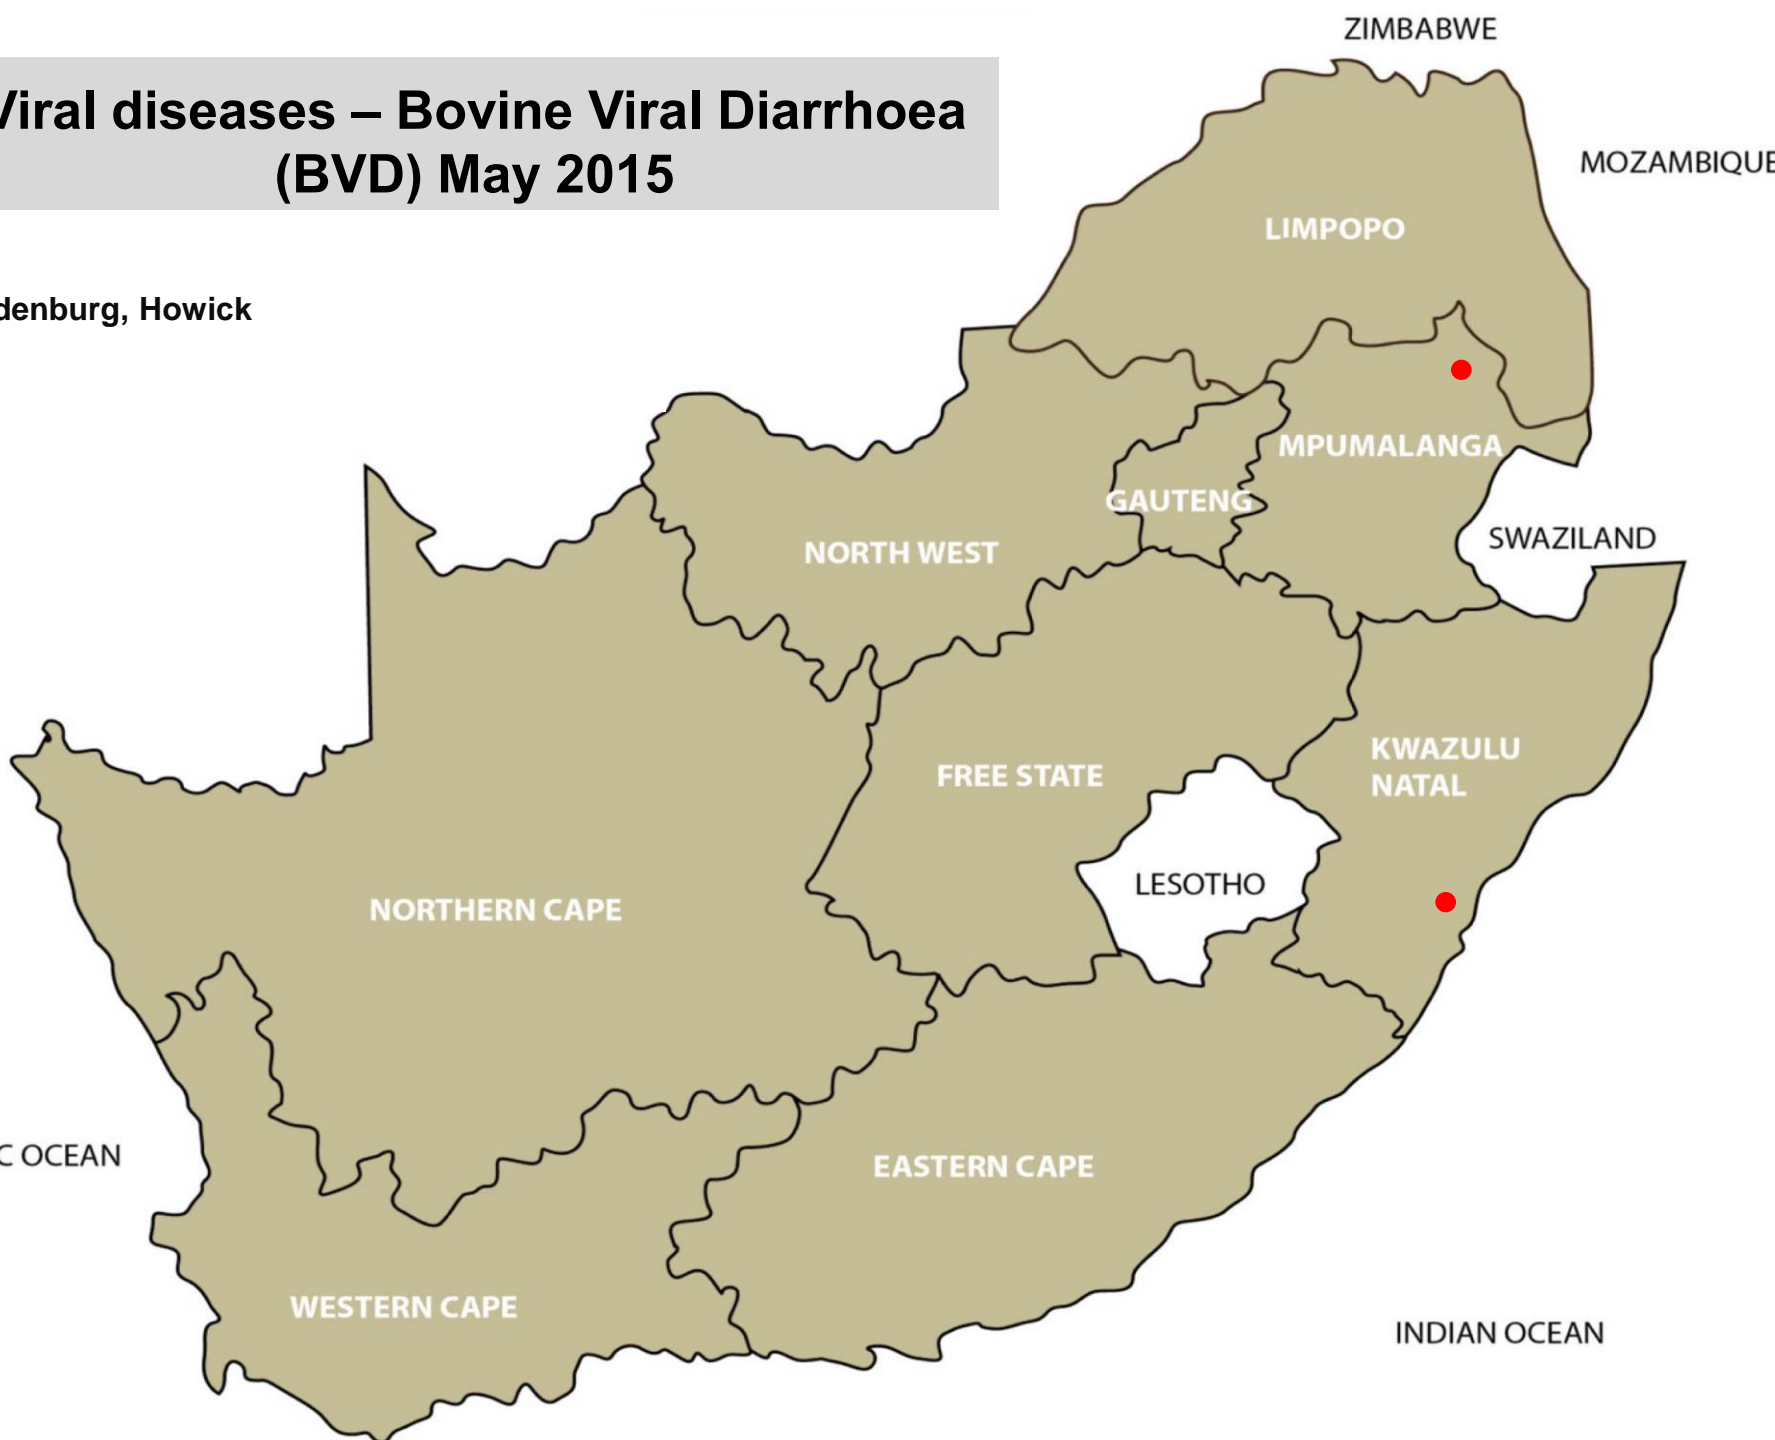 Viral diseases – Bovine Viral Diarrhoea
(BVD) May 2015
denburg, Howick
ZIMBABWE
MOZAMBIQUE
LIMPOPO
MPUMALANGA
GAUTENG
NORTH WEST
SWAZILAND
KWAZULU
NATAL
FREE STATE
LESOTHO
NORTHERN CAPE
C OCEAN
EASTERN CAPE
WESTERN CAPE
INDIAN OCEAN